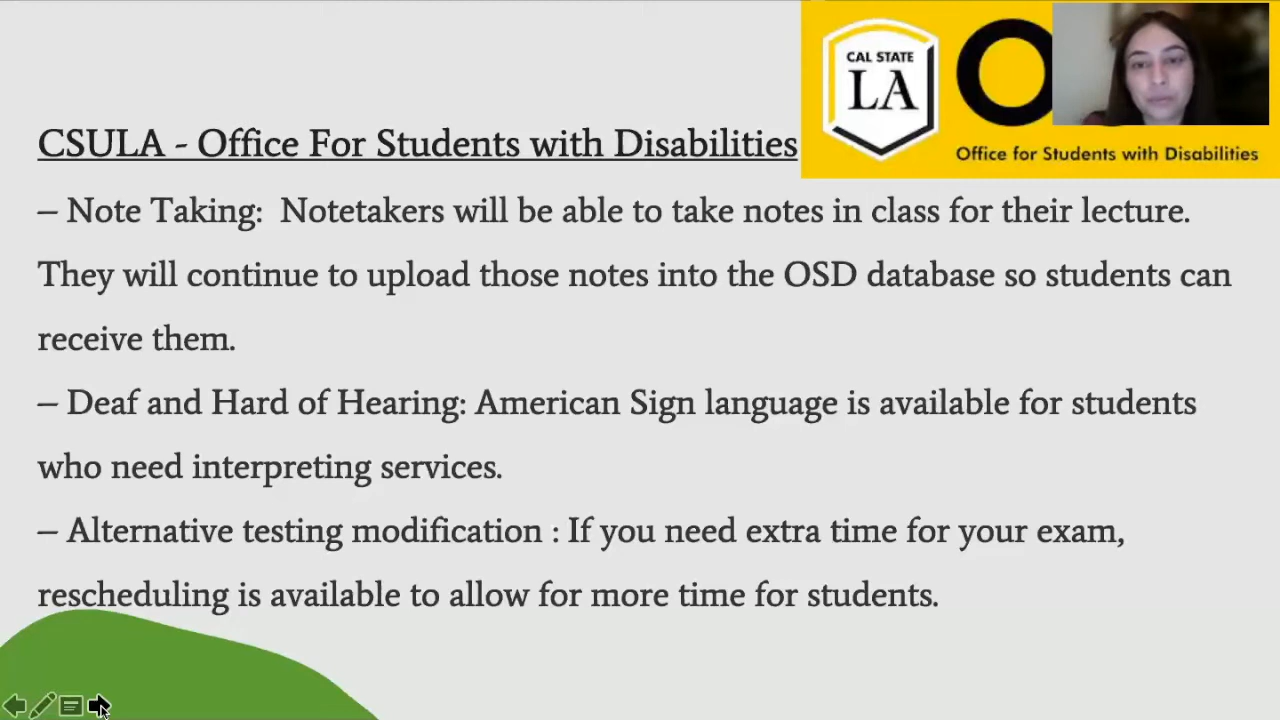 CAL STATE
LA
O
Office for Students with Disabilities
CSULA - Office For Students with Disabilities
– Note Taking:  Notetakers will be able to take notes in class for their lecture.
They will continue to upload those notes into the OSD database so students can
receive them.
– Deaf and Hard of Hearing: American Sign language is available for students
who need interpreting services.
– Alternative testing modification : If you need extra time for your exam,
rescheduling is available to allow for more time for students.